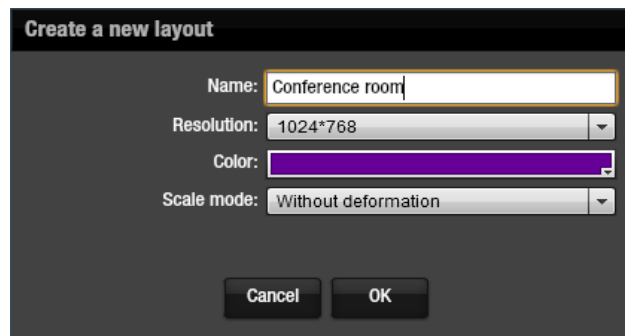 Create a new layout
Name: Conference room
Resolution: 1024*768
Color:
Scale mode: Without deformation
Cancel OK